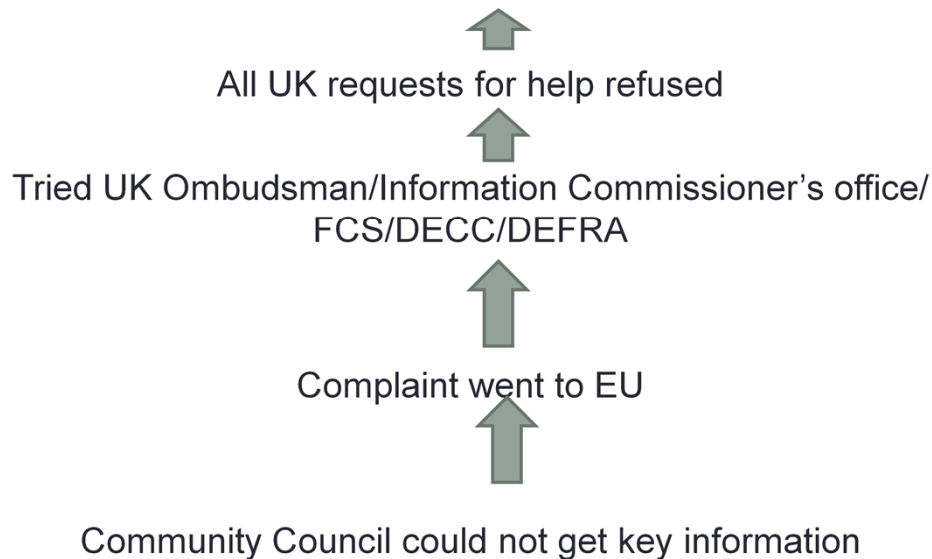 All UK requests for help refused
Tried UK Ombudsman/Information Commissioner’s office/
FCS/DECC/DEFRA
Complaint went to EU
Community Council could not get key information